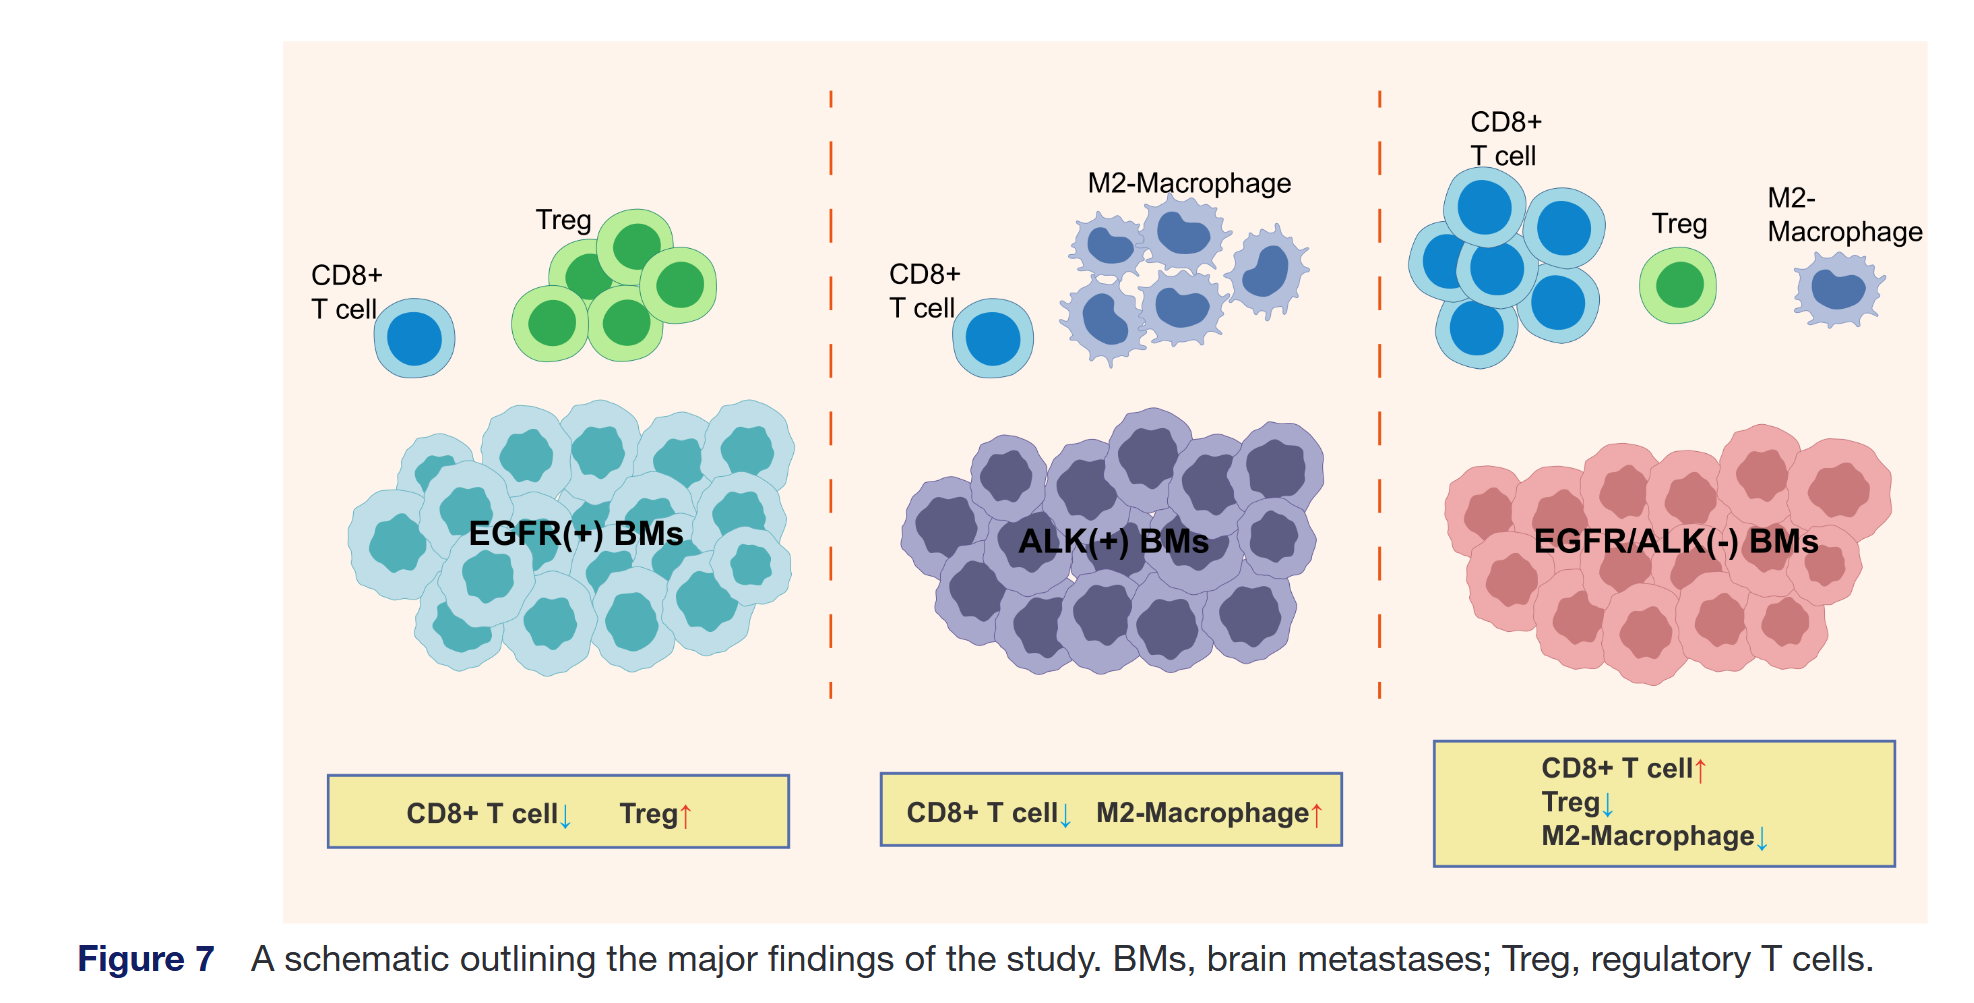 CD8+
T cell
Treg
EGFR(+) BMs
CD8+ T cell↓ Treg↑
CD8+
T cell
M2-Macrophage
ALK(+) BMs
CD8+ T cell↓ M2-Macrophage↑
CD8+
T cell
Treg
M2-
Macrophage
EGFR/ALK(-) BMs
CD8+ T cell↑
Treg↓
M2-Macrophage↓
Figure 7 A schematic outlining the major findings of the study. BMs, brain metastases; Treg, regulatory T cells.